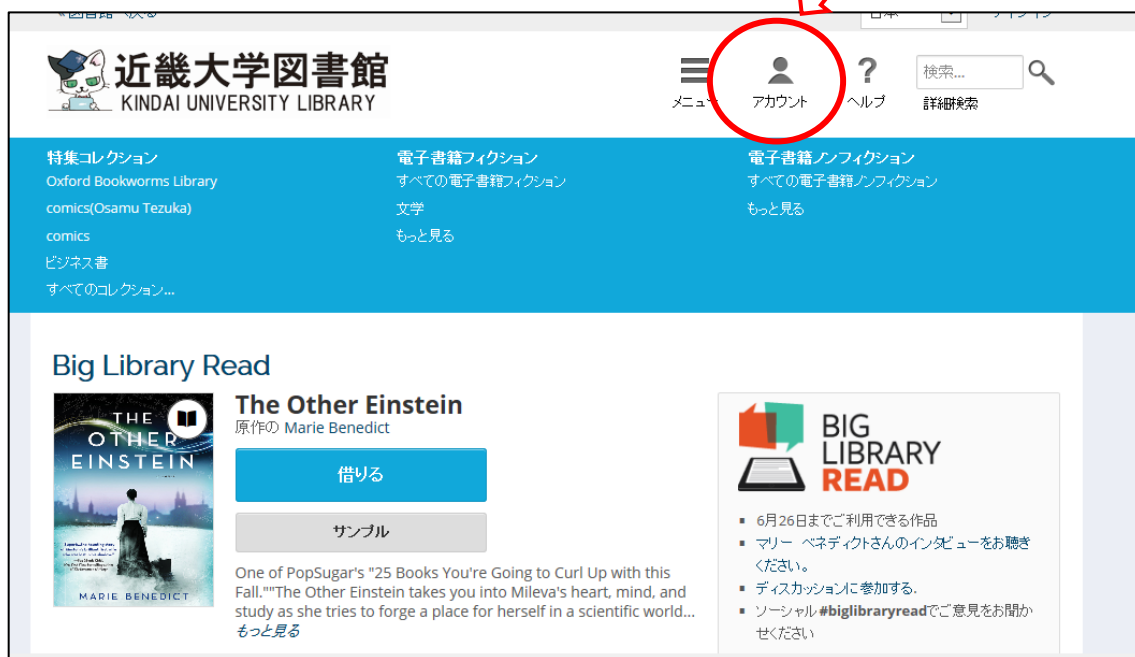 «図書館へ戻る
日本
サインイン
近畿大学図書館
KINDAI UNIVERSITY LIBRARY
メニュー
アカウント
?
ヘルプ
検索...
詳細検索
特集コレクション
Oxford Bookworms Library
comics(Osamu Tezuka)
comics
ビジネス書
すべてのコレクション...
電子書籍フィクション
すべての電子書籍フィクション
文学
もっと見る
電子書籍ノンフィクション
すべての電子書籍ノンフィクション
もっと見る
Big Library Read
THE
OTHER
EINSTEIN
MARIE BENEDICT
The Other Einstein
原作の Marie Benedict
借りる
サンプル
One of PopSugar's "25 Books You're Going to Curl Up with this
Fall.""The Other Einstein takes you into Mileva's heart, mind, and
study as she tries to forge a place for herself in a scientific world...
もっと見る
BIG
LIBRARY
READ
▪ 6月26日までご利用できる作品
▪ マリー ベネディクトさんのインタビューをお聴き
ください。
▪ ディスカッションに参加する.
▪ ソーシャル #biglibraryreadでご意見をお聞か
せください